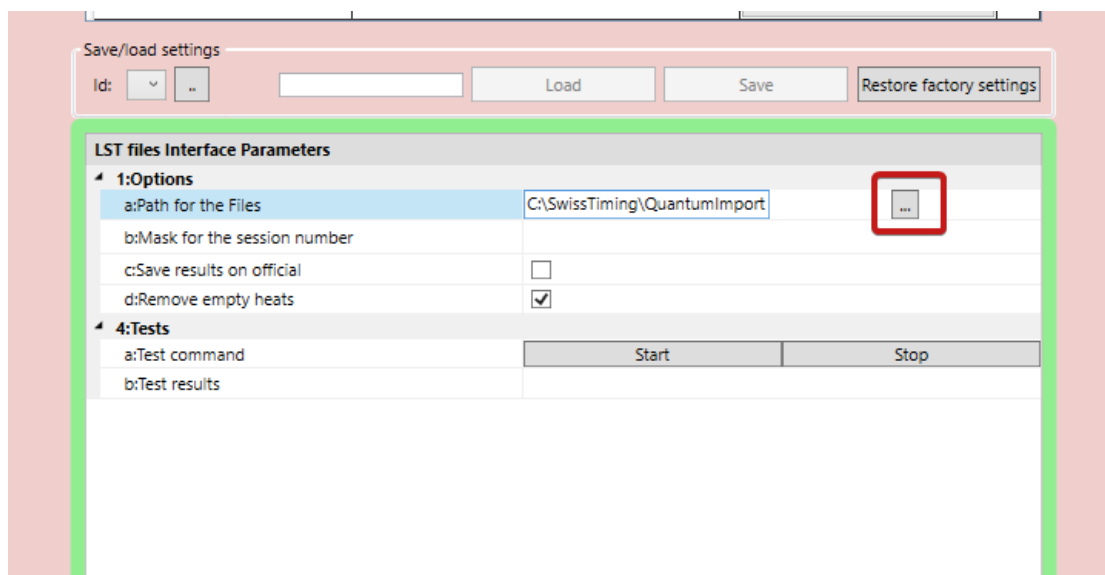 Save/load settings
Id: .. Load Save Restore factory settings
LST files Interface Parameters
1:Options
a:Path for the Files C:\SwissTiming\QuantumImport ...
b:Mask for the session number
c:Save results on official
d:Remove empty heats
4:Tests
a:Test command Start Stop
b:Test results